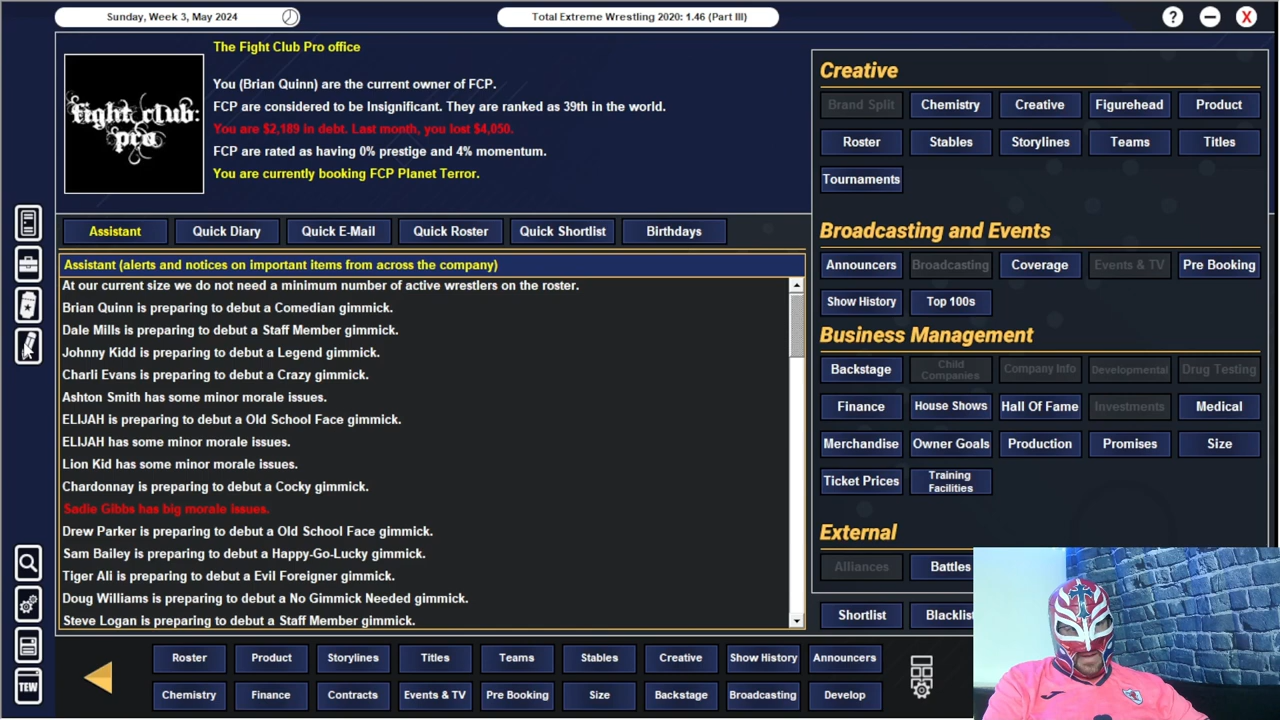 Sunday, Week 3, May 2024
Total Extreme Wrestling 2020: 1.46 (Part III)
?
X
The Fight Club Pro office
fight club:
pro
You (Brian Quinn) are the current owner of FCP.
FCP are considered to be Insignificant. They are ranked as 39th in the world.
You are $2,189 in debt. Last month, you lost $4,050.
FCP are rated as having 0% prestige and 4% momentum.
You are currently booking FCP Planet Terror.
Assistant
Quick Diary
Quick E-Mail
Quick Roster
Quick Shortlist
Birthdays
Assistant (alerts and notices on important items from across the company)
At our current size we do not need a minimum number of active wrestlers on the roster.
Brian Quinn is preparing to debut a Comedian gimmick.
Dale Mills is preparing to debut a Staff Member gimmick.
Johnny Kidd is preparing to debut a Legend gimmick.
Charli Evans is preparing to debut a Crazy gimmick.
Ashton Smith has some minor morale issues.
ELIJAH is preparing to debut a Old School Face gimmick.
ELIJAH has some minor morale issues.
Lion Kid has some minor morale issues.
Chardonnay is preparing to debut a Cocky gimmick.
Sadie Gibbs has big morale issues.
Drew Parker is preparing to debut a Old School Face gimmick.
Sam Bailey is preparing to debut a Happy-Go-Lucky gimmick.
Tiger Ali is preparing to debut a Evil Foreigner gimmick.
Doug Williams is preparing to debut a No Gimmick Needed gimmick.
Steve Logan is preparing to debut a Staff Member gimmick.
Creative
Brand Split
Chemistry
Creative
Figurehead
Product
Roster
Stables
Storylines
Teams
Titles
Tournaments
Broadcasting and Events
Announcers
Broadcasting
Coverage
Events & TV
Pre Booking
Show History
Top 100s
Business Management
Backstage
Child
Companies
Company Info
Developmental
Drug Testing
Finance
House Shows
Hall Of Fame
Investments
Medical
Merchandise
Owner Goals
Production
Promises
Size
Ticket Prices
Training
Facilities
External
Alliances
Battles
Shortlist
Blacklist
TEW
Roster
Product
Storylines
Titles
Teams
Stables
Creative
Show History
Announcers
Chemistry
Finance
Contracts
Events & TV
Pre Booking
Size
Backstage
Broadcasting
Develop